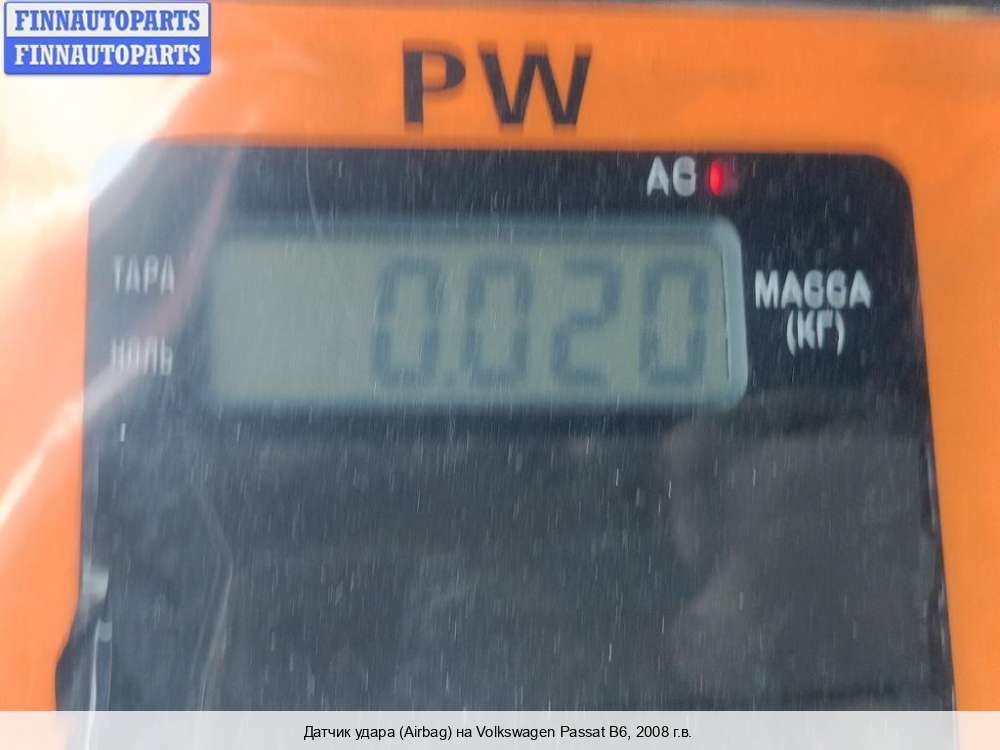 FINNAUTOPARTS
FINNAUTOPARTS
PW
AC
ТАРА
0.020
МАССА
(КГ)
НОЛЬ
Датчик удара (Airbag) на Volkswagen Passat B6, 2008 г.в.